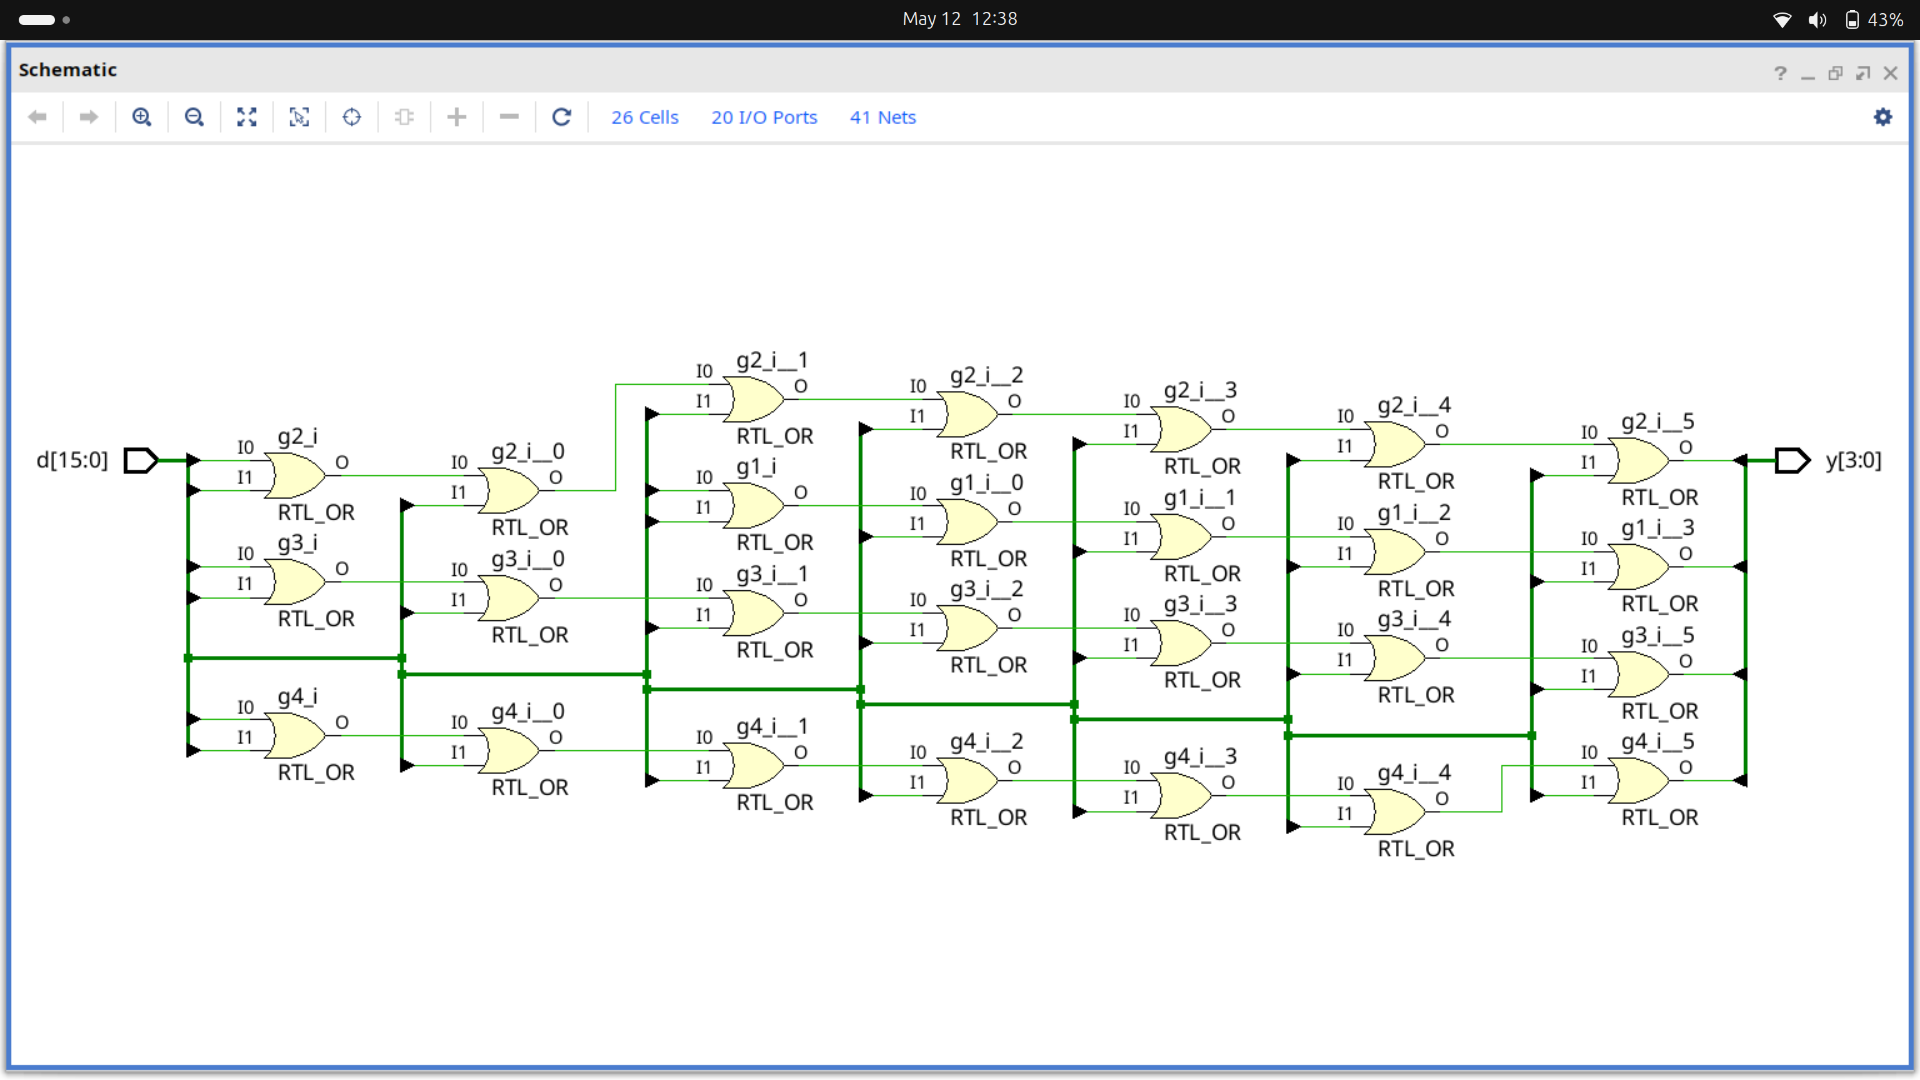 May 12 12:38
43%
Schematic
26 Cells 20 I/O Ports 41 Nets
d[15:0]
I0 g2_i O
I1
RTL_OR
I0 g3_i O
I1
RTL_OR
I0 g4_i O
I1
RTL_OR
I0 g2_i__0 O
I1
RTL_OR
I0 g3_i__0 O
I1
RTL_OR
I0 g4_i__0 O
I1
RTL_OR
I0 g2_i__1 O
I1
RTL_OR
I0 g1_i O
I1
RTL_OR
I0 g3_i__1 O
I1
RTL_OR
I0 g4_i__1 O
I1
RTL_OR
I0 g2_i__2 O
I1
RTL_OR
I0 g1_i__0 O
I1
RTL_OR
I0 g3_i__2 O
I1
RTL_OR
I0 g4_i__2 O
I1
RTL_OR
I0 g2_i__3 O
I1
RTL_OR
I0 g1_i__1 O
I1
RTL_OR
I0 g3_i__3 O
I1
RTL_OR
I0 g4_i__3 O
I1
RTL_OR
I0 g2_i__4 O
I1
RTL_OR
I0 g1_i__2 O
I1
RTL_OR
I0 g3_i__4 O
I1
RTL_OR
I0 g4_i__4 O
I1
RTL_OR
I0 g2_i__5 O
I1
RTL_OR
I0 g1_i__3 O
I1
RTL_OR
I0 g3_i__5 O
I1
RTL_OR
I0 g4_i__5 O
I1
RTL_OR
y[3:0]